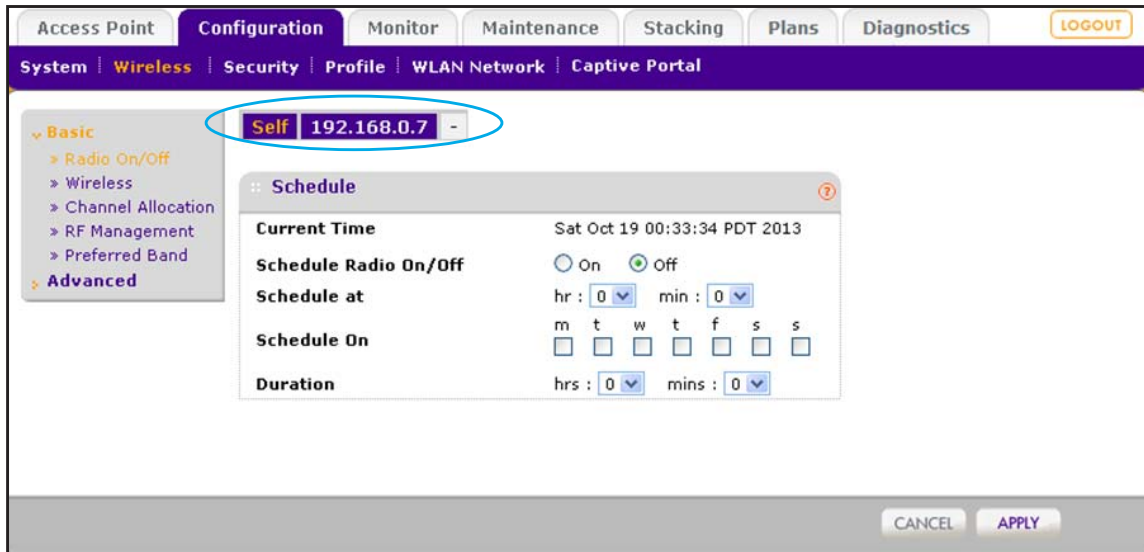 Access Point Configuration Monitor Maintenance Stacking Plans Diagnostics LOGOUT
System Wireless Security Profile WLAN Network Captive Portal
Basic
» Radio On/Off
» Wireless
» Channel Allocation
» RF Management
» Preferred Band
Advanced
Self 192.168.0.7 -
Schedule ?
Current Time Sat Oct 19 00:33:34 PDT 2013
Schedule Radio On/Off On Off
Schedule at hr : 0 min : 0
m t w t f s s
Schedule On
Duration hrs : 0 mins : 0
CANCEL APPLY